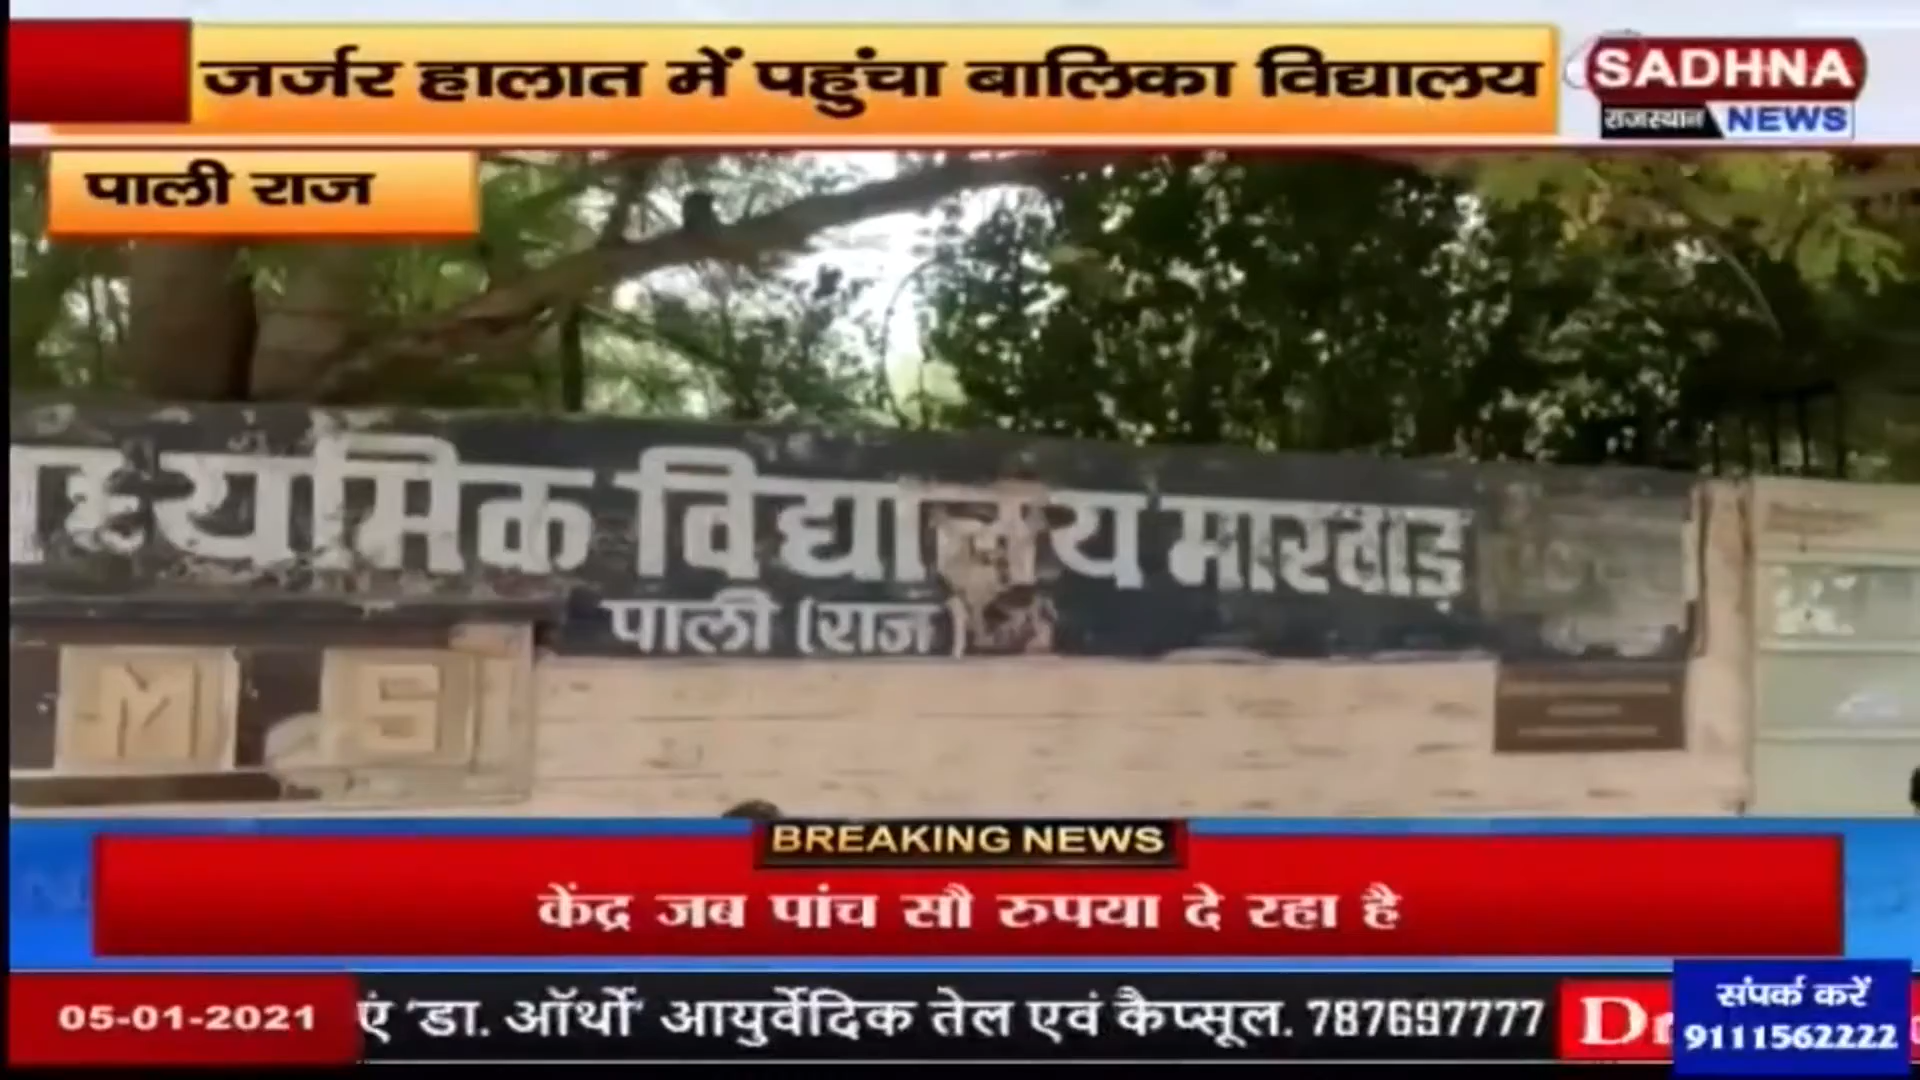 जर्जर हालात में पहुंचा बालिका विद्यालय
SADHNA
राजस्थान NEWS
पाली राज
माध्यमिक विद्यालय मारवाड़
पाली (राज)
M S
BREAKING NEWS
केंद्र जब पांच सौ रुपया दे रहा है
05-01-2021
एं 'डा. ऑर्थो' आयुर्वेदिक तेल एवं कैप्सूल. 787697777
Dr
संपर्क करें
9111562222